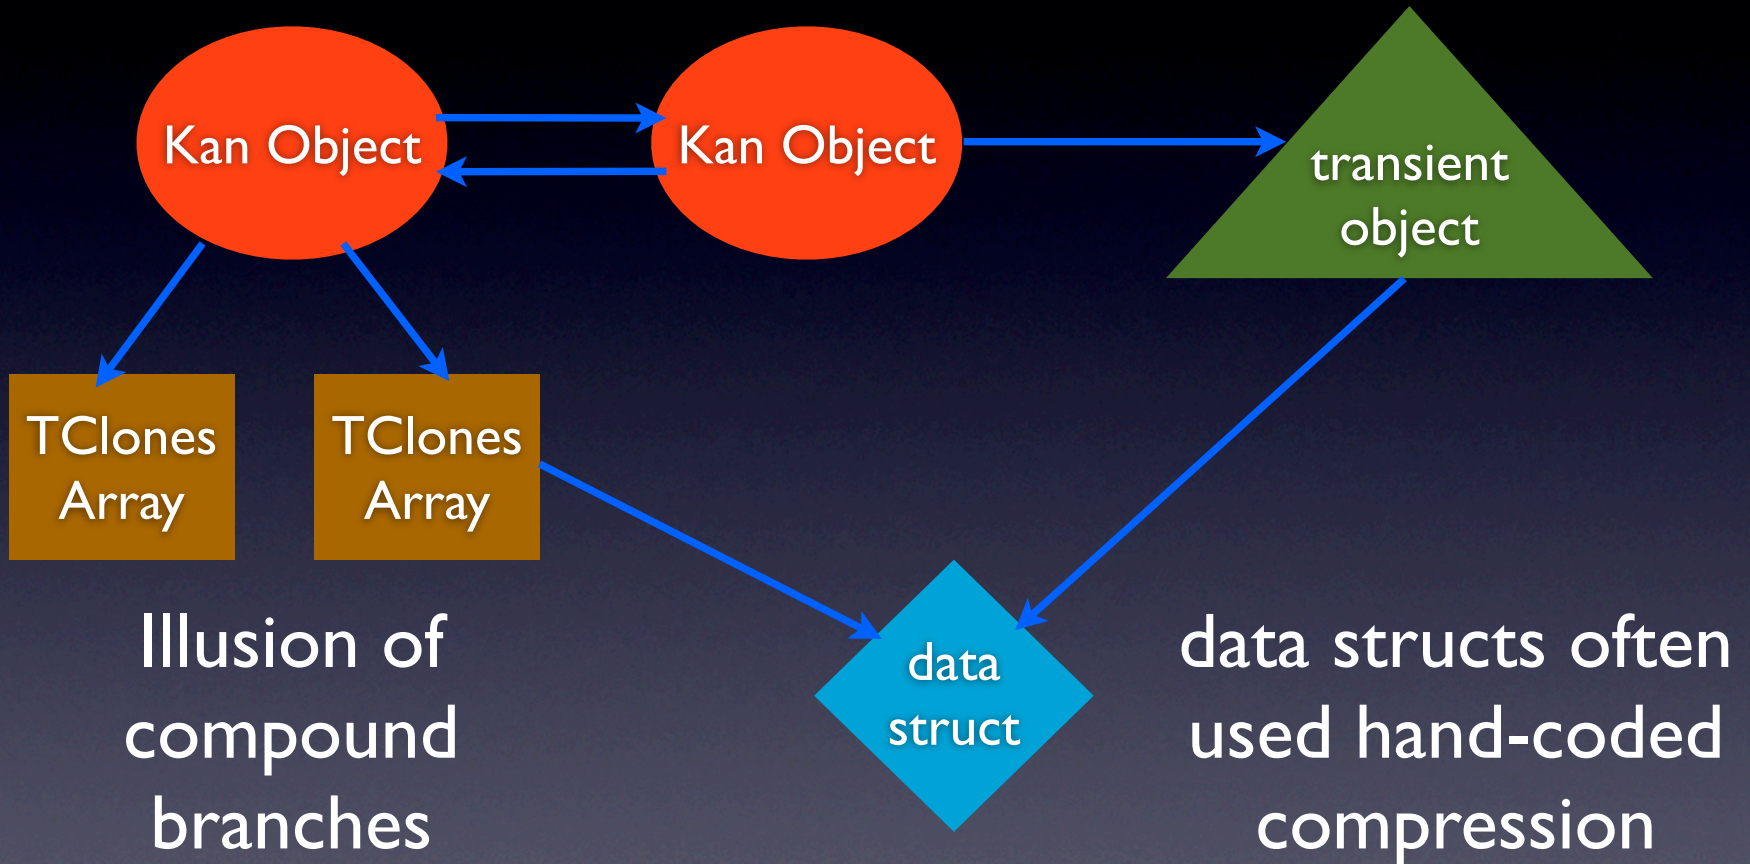 Kan Object
Kan Object
transient
object
TClones
Array
TClones
Array
data
struct
Illusion of
compound
branches
data structs often
used hand-coded
compression